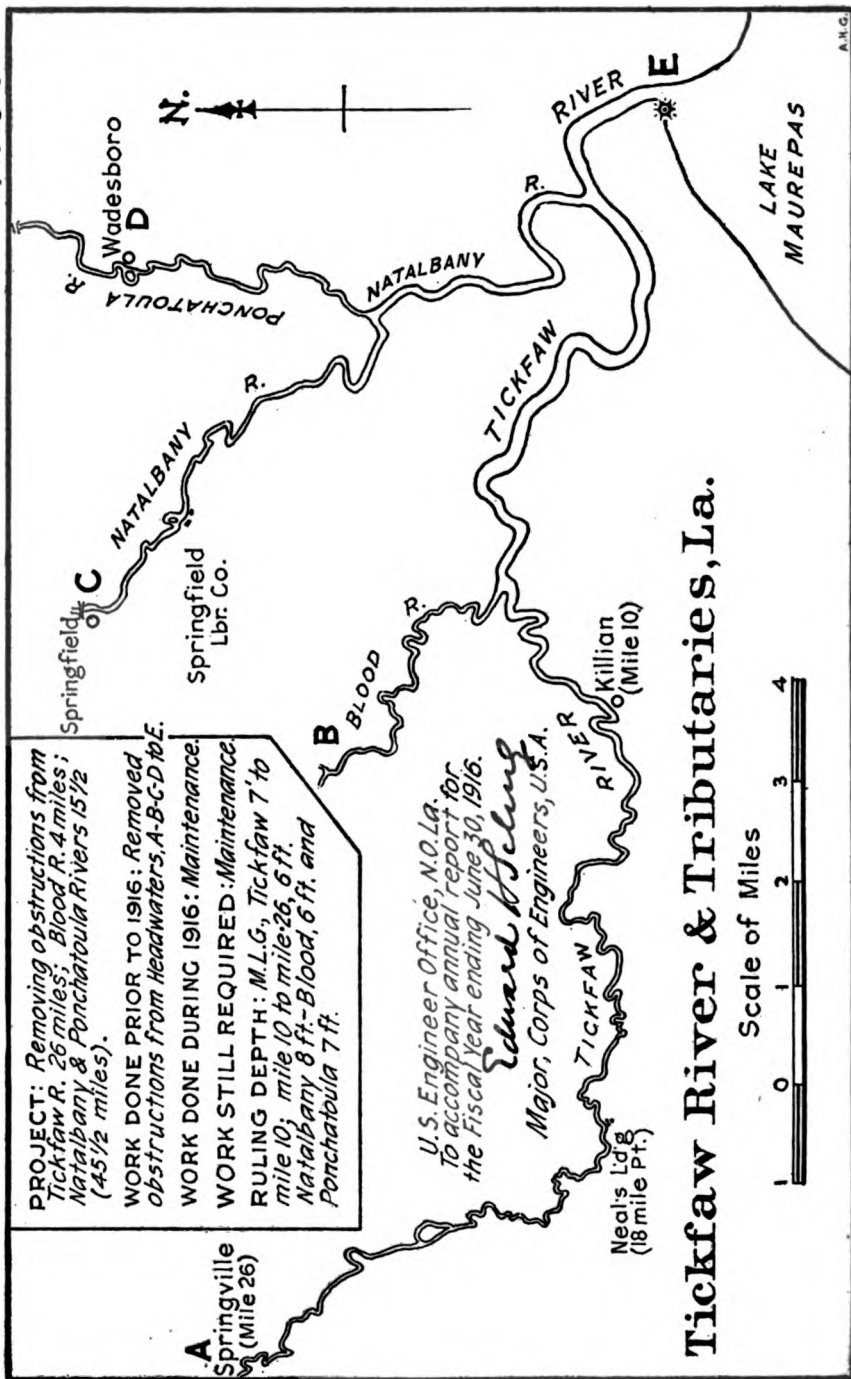 PROJECT: Removing obstructions from
Tickfaw R. 26 miles; Blood R. 4 miles;
Natalbany & Ponchatoula Rivers 15½
(45½ miles).
WORK DONE PRIOR TO 1916: Removed
obstructions from Headwaters, A-B-C-D to E.
WORK DONE DURING 1916: Maintenance.
WORK STILL REQUIRED: Maintenance.
RULING DEPTH: M.L.G., Tickfaw 7' to
mile 10; mile 10 to mile 26, 6 ft.
Natalbany 8 ft.-Blood, 6 ft. and
Ponchatoula 7 ft.
A
Springville
(Mile 26)
Springfield
C
NATALBANY
R.
Springfield
Lbr. Co.
Wadesboro
D
PONCHATOULA
R.
N.
B
BLOOD
R.
NATALBANY
R.
RIVER
E
TICKFAW
LAKE
MAUREPAS
U.S. Engineer Office, N.O. La.
To accompany annual report for
the Fiscal Year ending June 30, 1916.
Major, Corps of Engineers, U.S.A.
Killian
(Mile 10)
RIVER
TICKFAW
Neal's L'd'g
(18 mile Pt.)
Tickfaw River & Tributaries, La.
Scale of Miles
1 0 1 2 3 4
A.H.G.